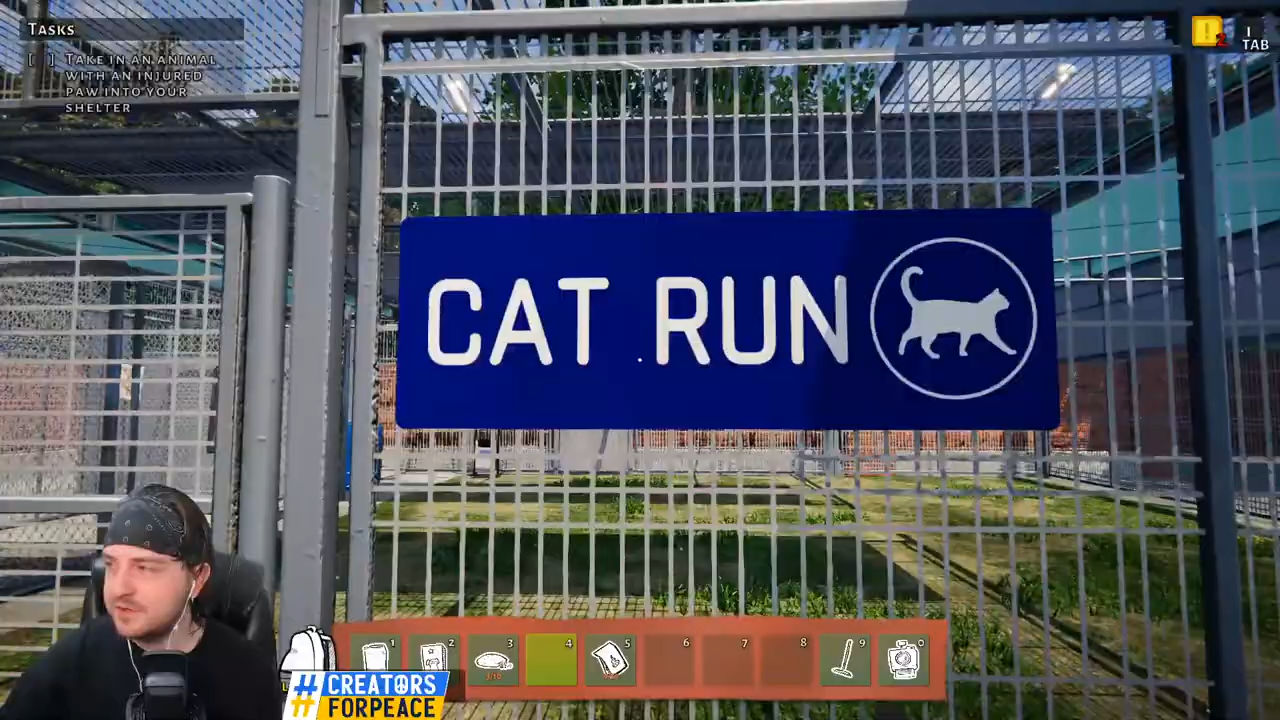 TASKS
[ ] TAKE IN AN ANIMAL
WITH AN INJURED
PAW INTO YOUR
SHELTER
2
I
TAB
CAT RUN
1
2
3
4
5
6
7
8
9
0
# CREATORS
# FORPEACE